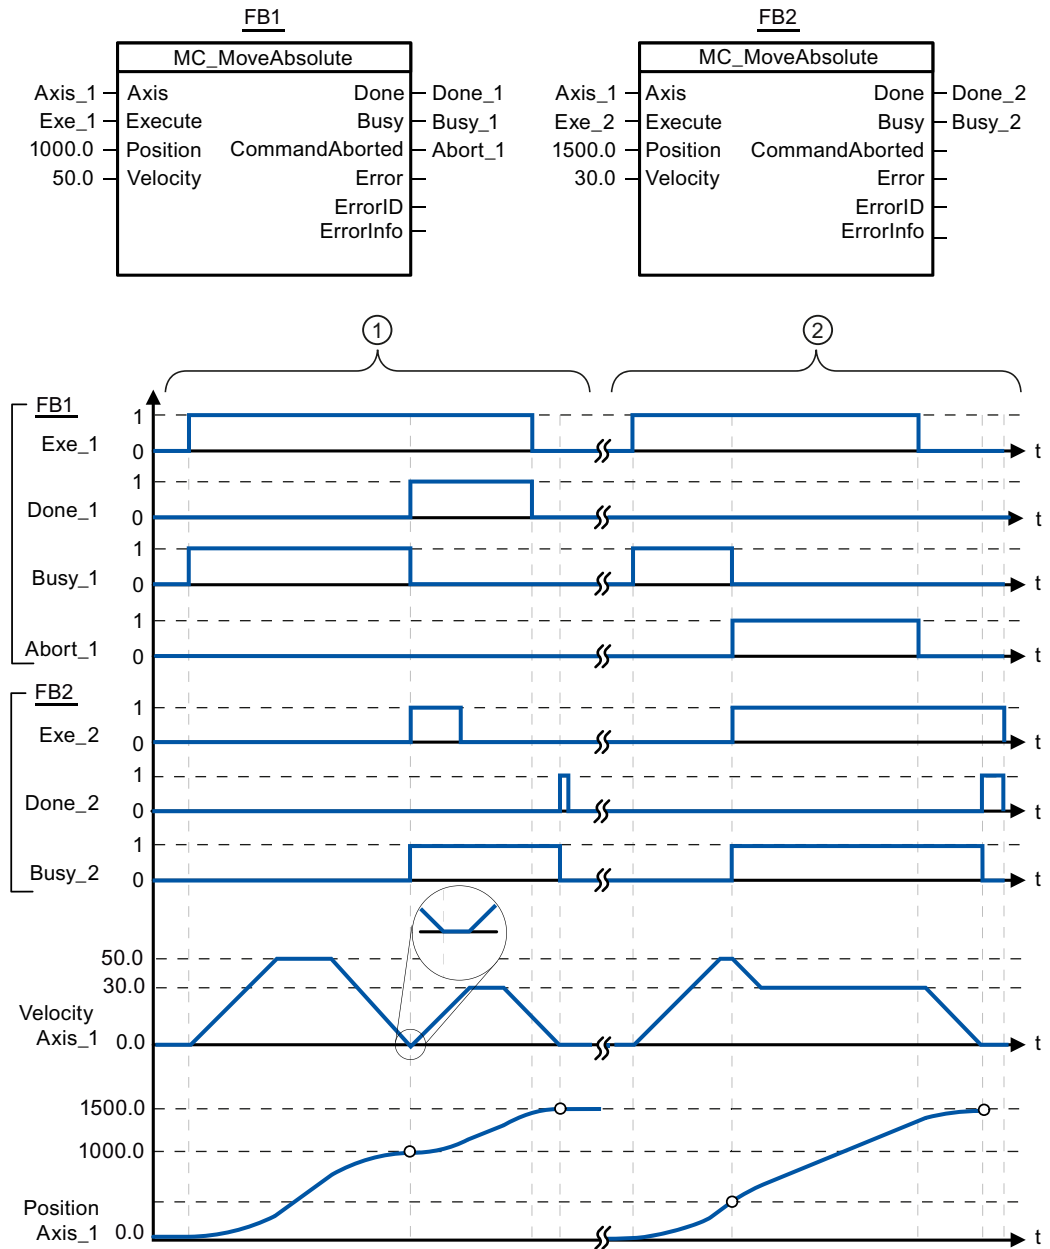 FB1
FB2
MC_MoveAbsolute
MC_MoveAbsolute
Axis_1 Axis Done Done_1
Exe_1 Execute Busy Busy_1
1000.0 Position CommandAborted Abort_1
50.0 Velocity Error
ErrorID
ErrorInfo
Axis_1 Axis Done Done_2
Exe_2 Execute Busy Busy_2
1500.0 Position CommandAborted
30.0 Velocity Error
ErrorID
ErrorInfo
1
2
FB1
Exe_1
1
0
t
Done_1
1
0
t
Busy_1
1
0
t
Abort_1
1
0
t
FB2
Exe_2
1
0
t
Done_2
1
0
t
Busy_2
1
0
t
50.0
30.0
Velocity
Axis_1
0.0
t
1500.0
1000.0
Position
Axis_1
0.0
t